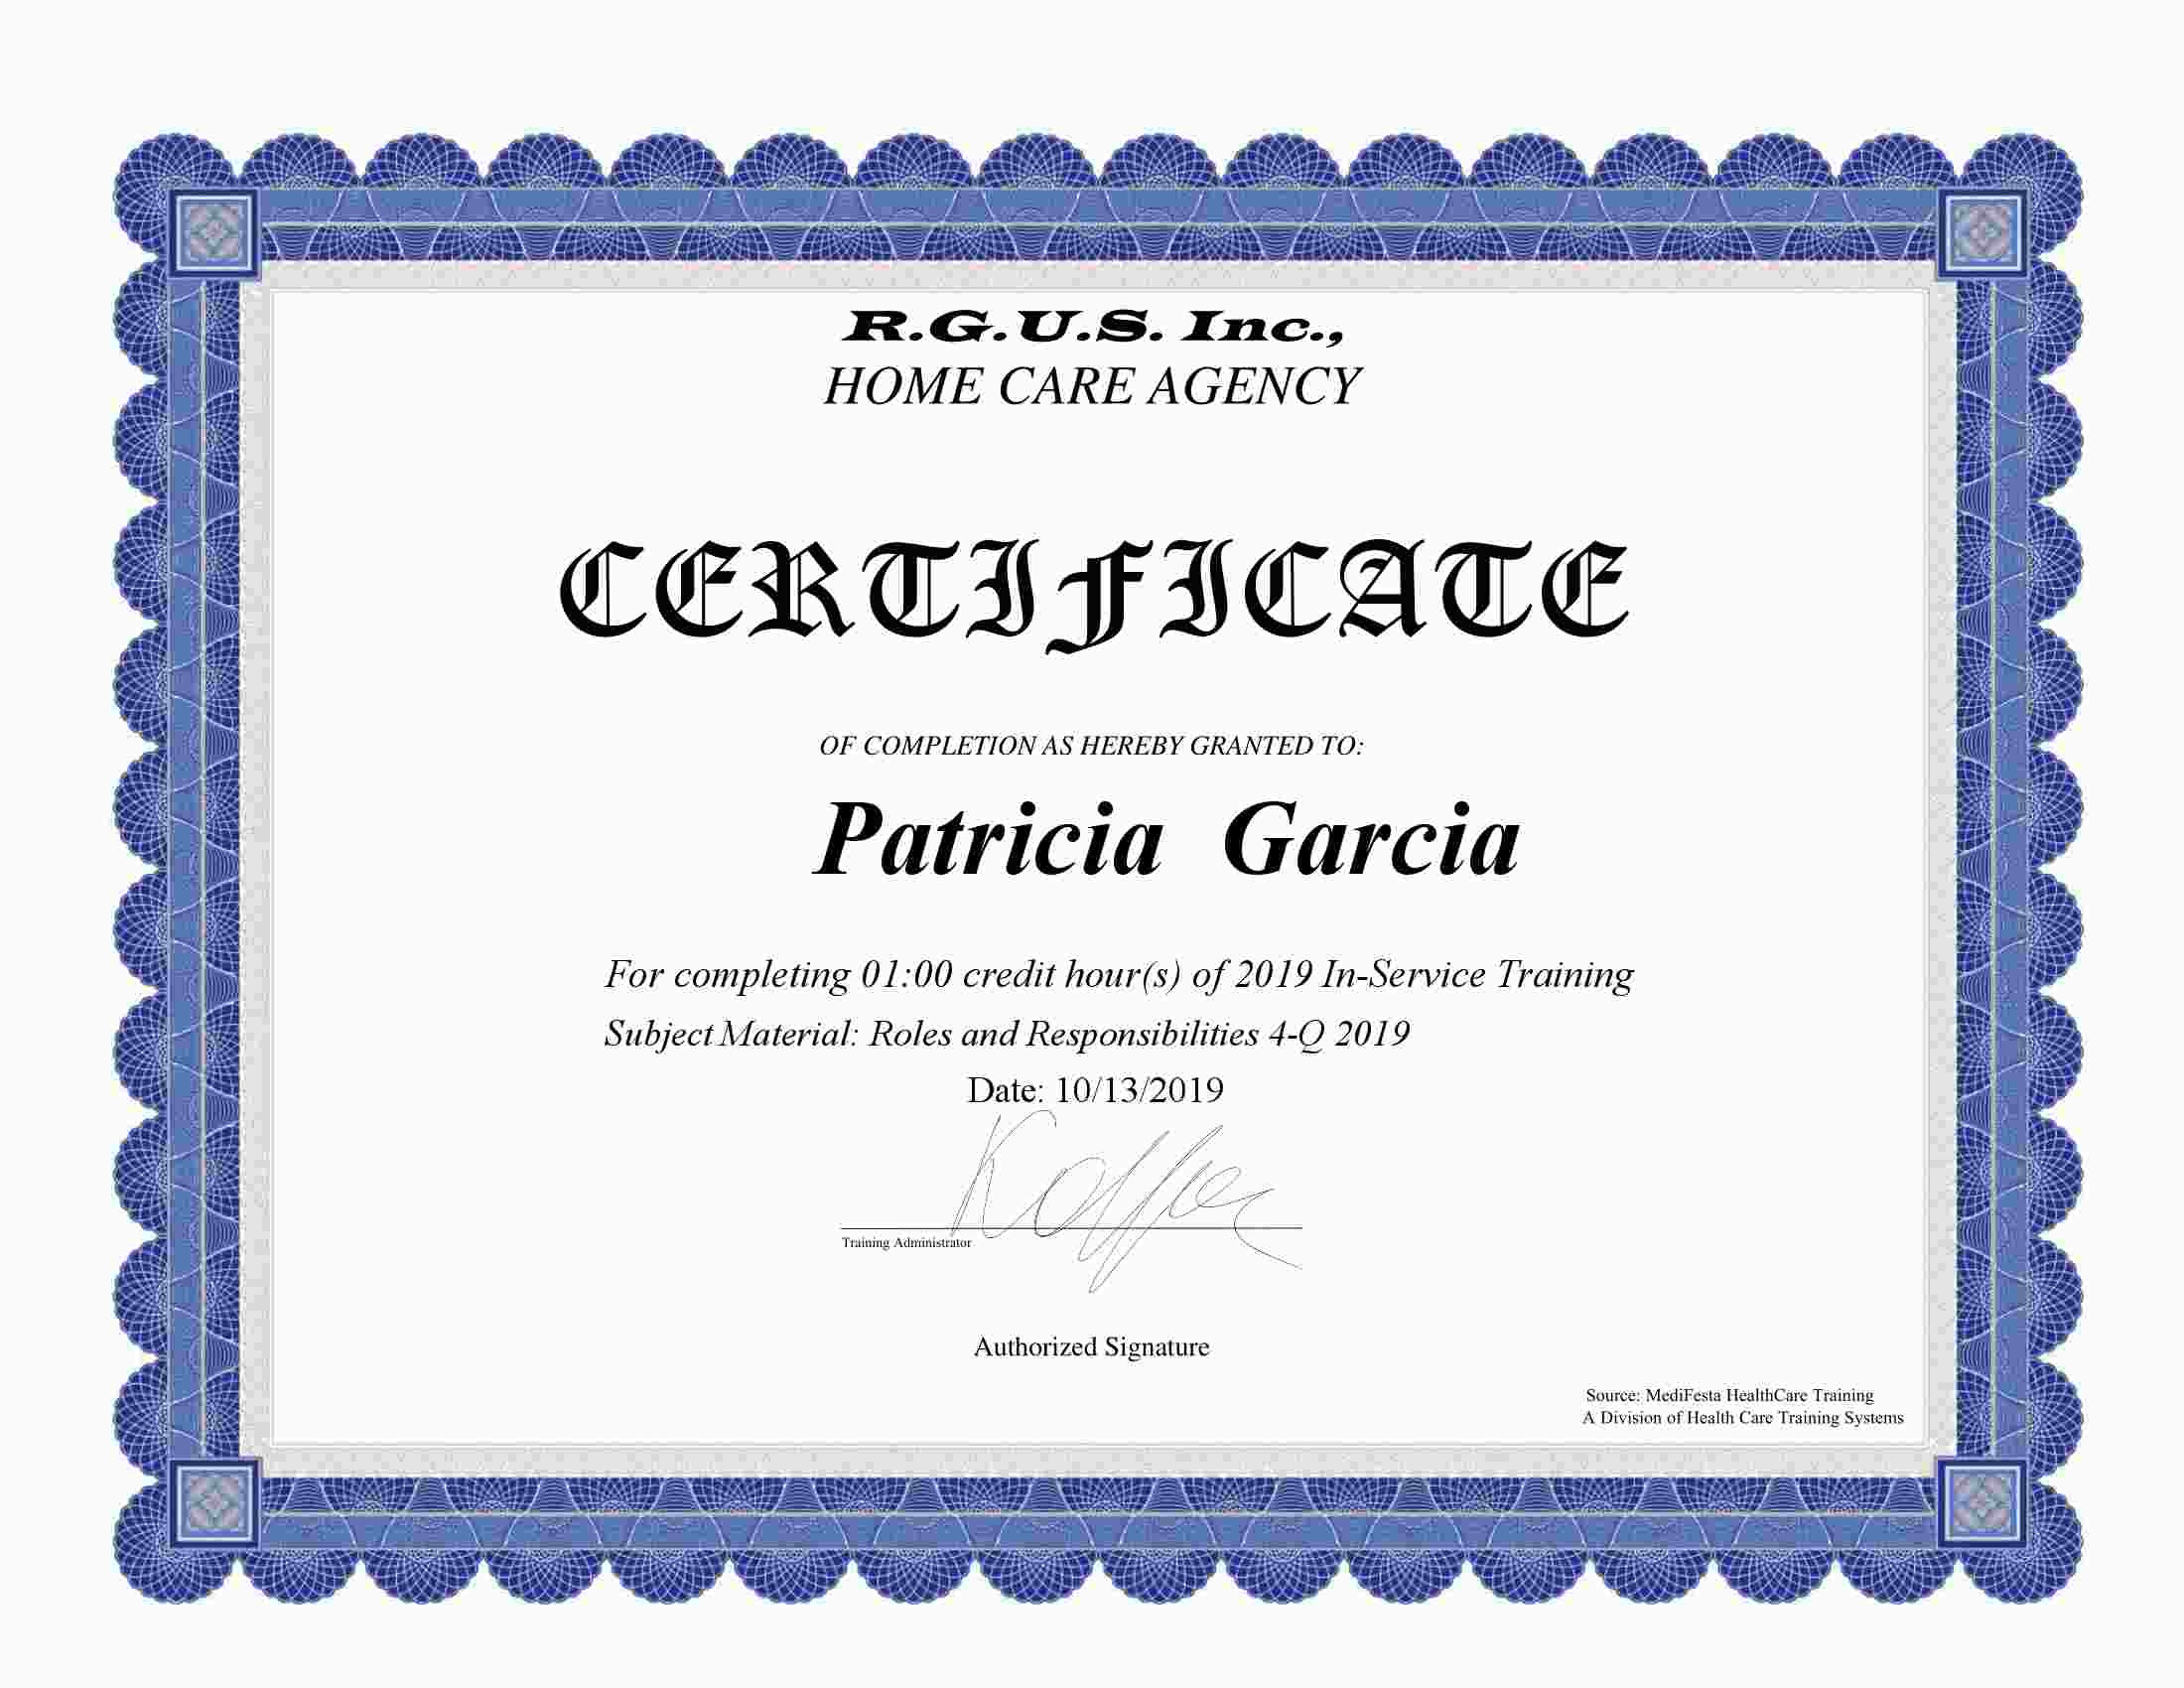 R.G.U.S. Inc.,
HOME CARE AGENCY
CERTIFICATE
OF COMPLETION AS HEREBY GRANTED TO:
Patricia Garcia
For completing 01:00 credit hour(s) of 2019 In-Service Training
Subject Material: Roles and Responsibilities 4-Q 2019
Date: 10/13/2019
Training Administrator
Authorized Signature
Source: MediFesta HealthCare Training
A Division of Health Care Training Systems